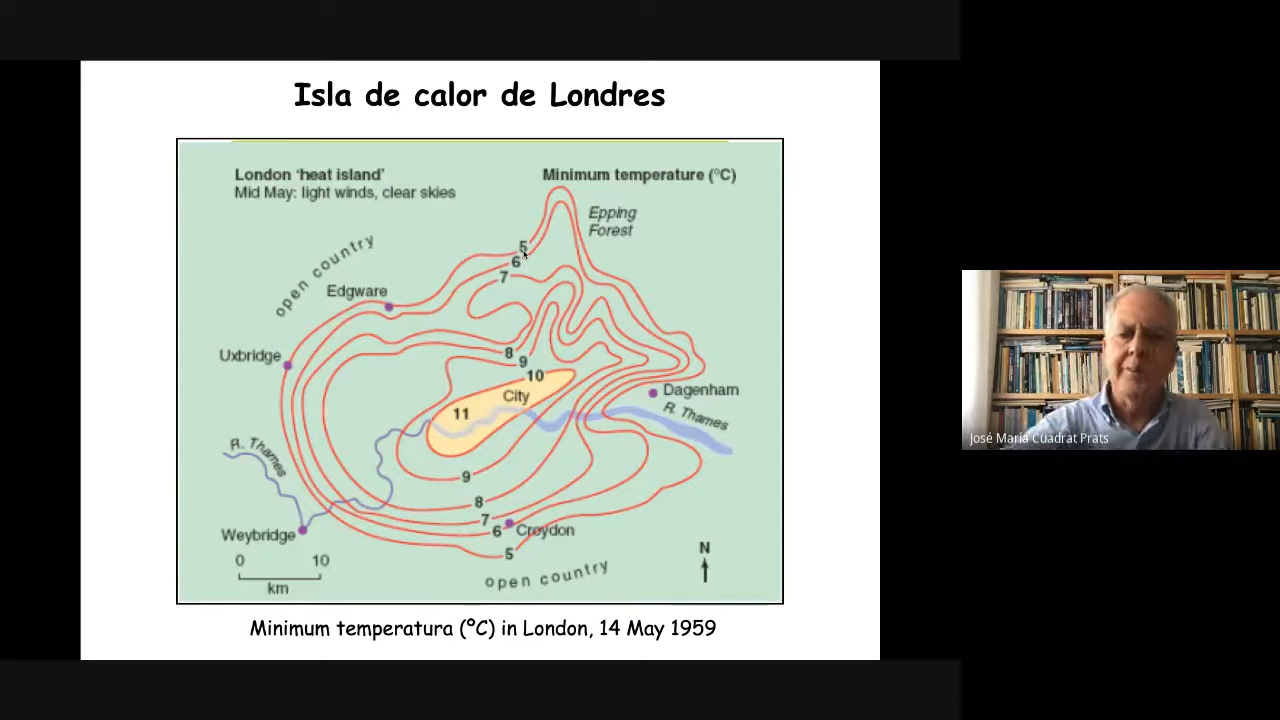 Isla de calor de Londres
London 'heat island'
Mid May: light winds, clear skies
Minimum temperature (°C)
Epping
Forest
open country
5
6
7
Edgware
Uxbridge
8
9
10
City
11
Dagenham
R. Thames
R. Thames
9
8
7
6
Croydon
5
Weybridge
0 10
km
open country
N
Minimum temperatura (ºC) in London, 14 May 1959
José María Cuadrat Prats